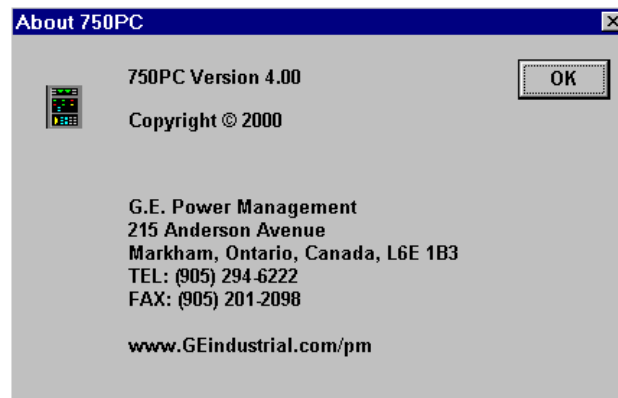 About 750PC
750PC Version 4.00
OK
Copyright © 2000
G.E. Power Management
215 Anderson Avenue
Markham, Ontario, Canada, L6E 1B3
TEL: (905) 294-6222
FAX: (905) 201-2098
www.GEindustrial.com/pm